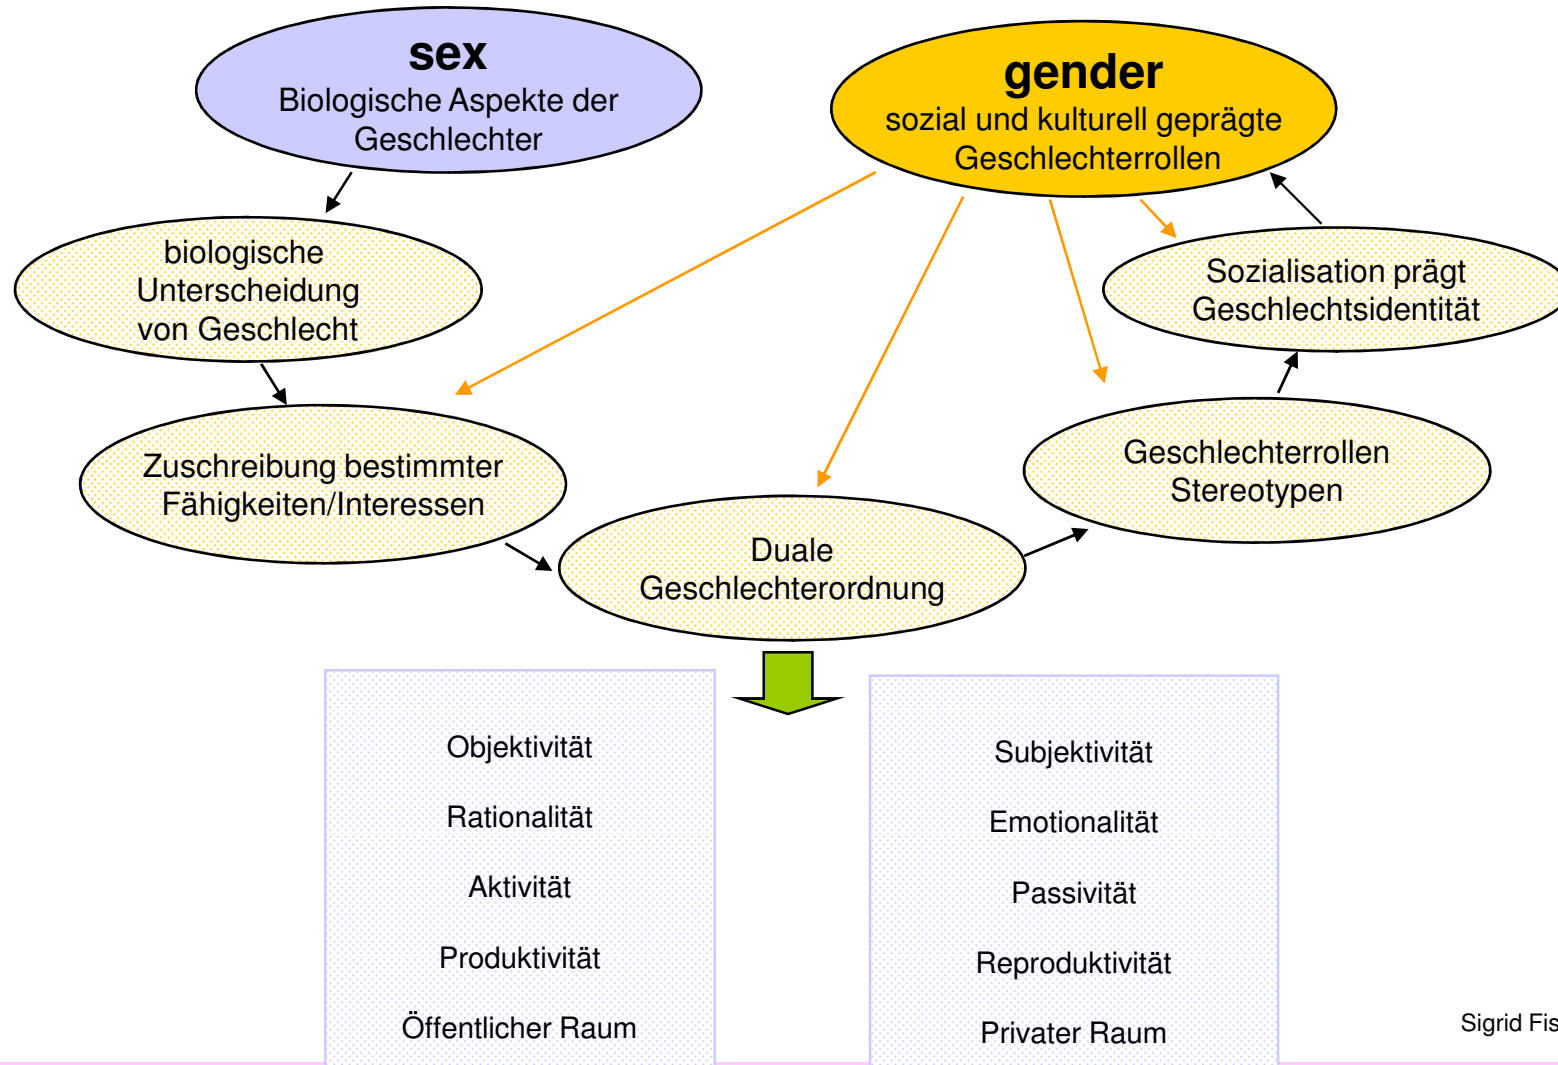 sex
Biologische Aspekte der
Geschlechter
gender
sozial und kulturell geprägte
Geschlechterrollen
biologische
Unterscheidung
von Geschlecht
Sozialisation prägt
Geschlechtsidentität
Zuschreibung bestimmter
Fähigkeiten/Interessen
Duale
Geschlechterordnung
Geschlechterrollen
Stereotypen
Objektivität
Rationalität
Aktivität
Produktivität
Öffentlicher Raum
Subjektivität
Emotionalität
Passivität
Reproduktivität
Privater Raum
Sigrid Fis